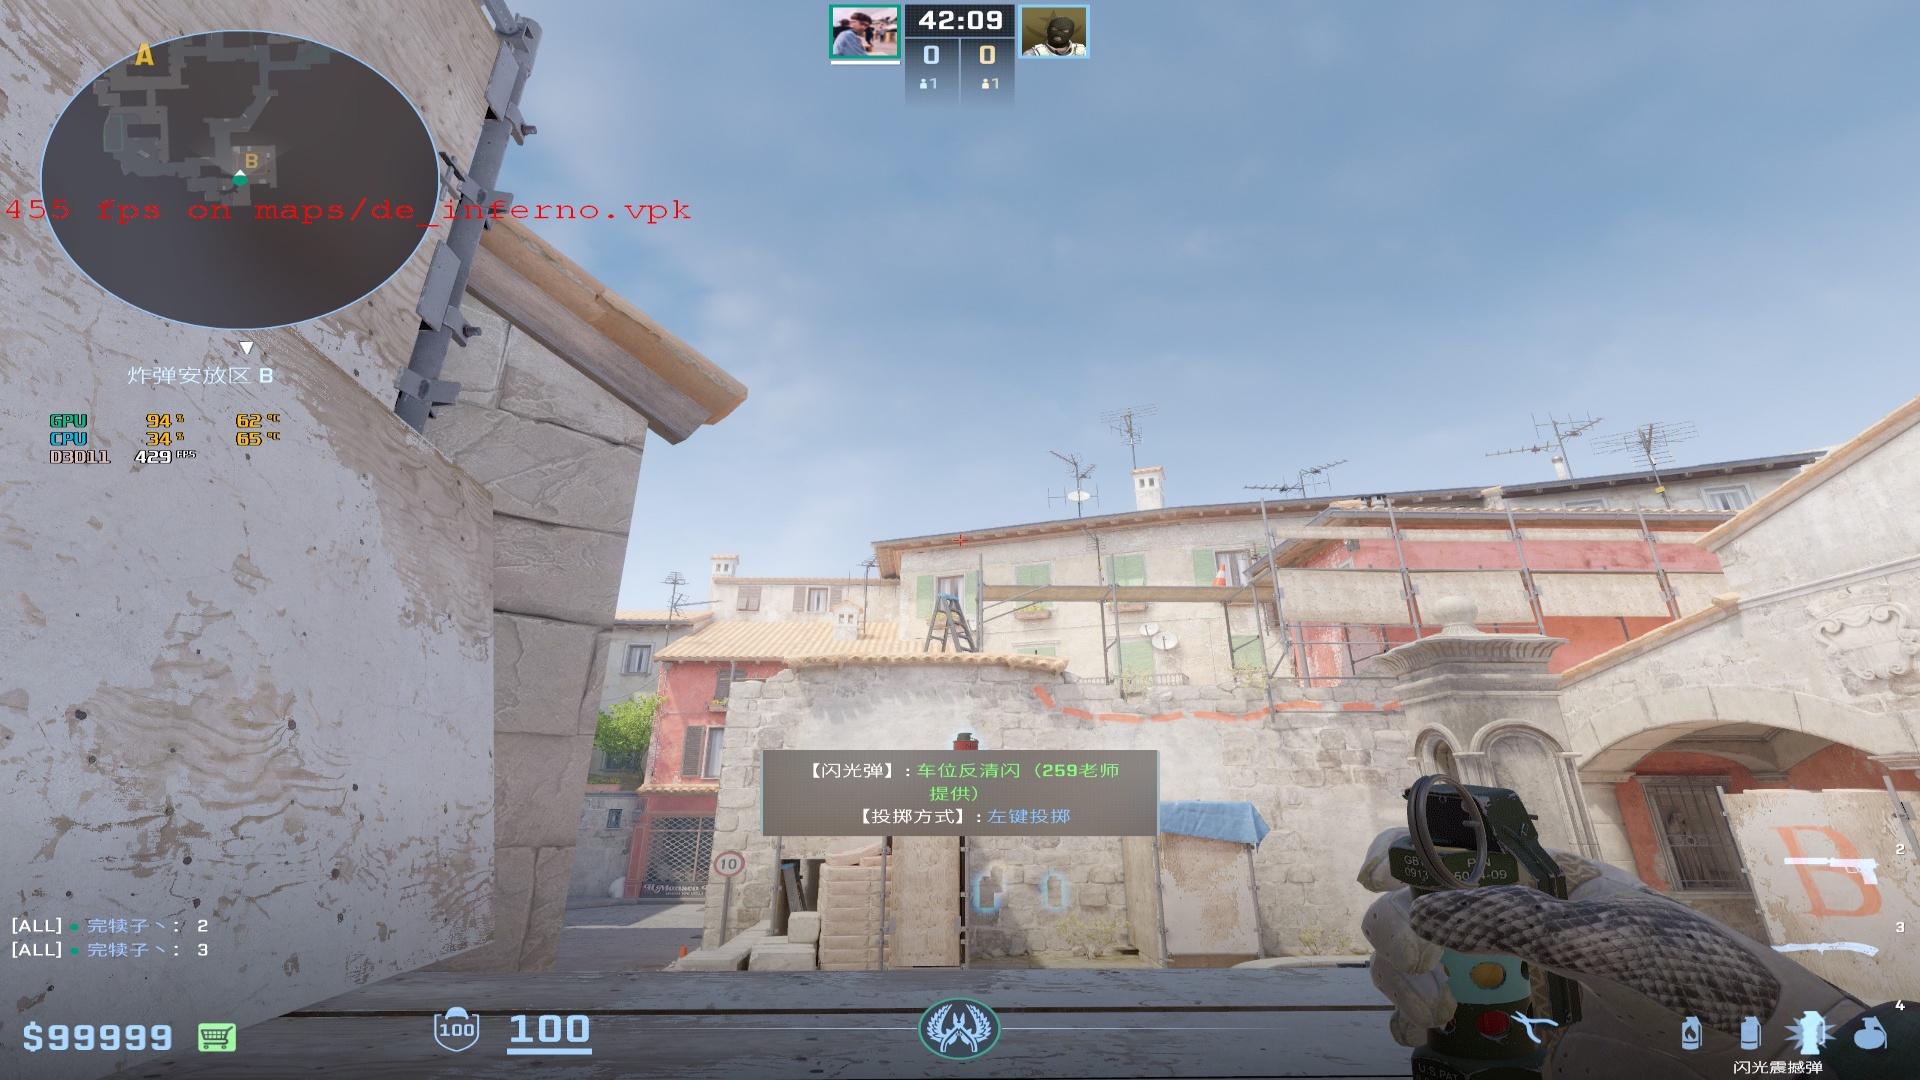 42:09
0 0
1 1
A
B
455 fps on maps/de_inferno.vpk
炸弹安放区 B
GPU 94 % 62 °C
CPU 34 % 65 °C
D3D11 429 FPS
【闪光弹】:车位反清闪（259老师
提供）
【投掷方式】:左键投掷
10
B
2
3
4
[ALL] 完犊子丶: 2
[ALL] 完犊子丶: 3
$99999
100
100
闪光震撼弹